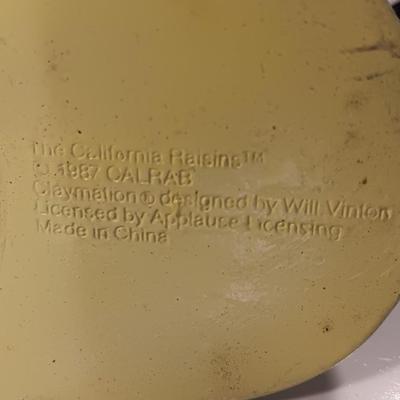 The California Raisins™
© 1987 CALRAB
Claymation® designed by Will Vinton
Licensed by Applause Licensing
Made in China